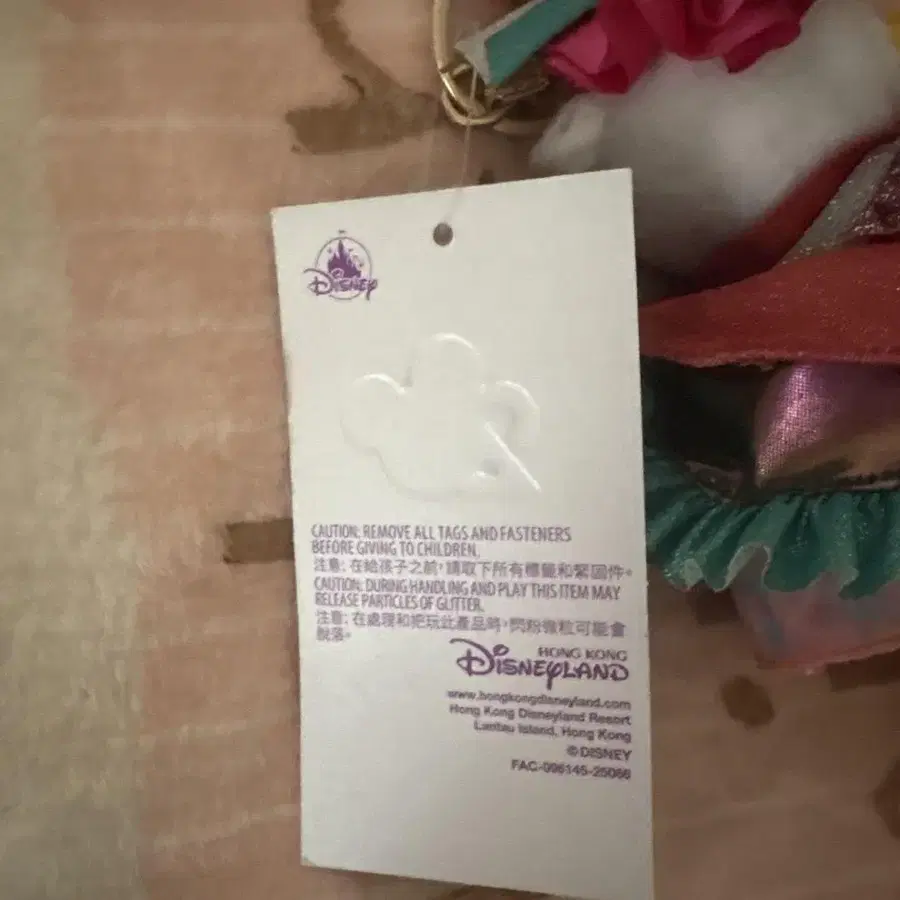 Disney
CAUTION: REMOVE ALL TAGS AND FASTENERS
BEFORE GIVING TO CHILDREN.
注意: 在給孩子之前,請取下所有標籤和緊固件。
CAUTION: DURING HANDLING AND PLAY THIS ITEM MAY
RELEASE PARTICLES OF GLITTER.
注意: 在處理和把玩此產品時,閃粉微粒可能會
脫落。
HONG KONG
DISNEYLAND
www.hongkongdisneyland.com
Hong Kong Disneyland Resort
Lantau Island, Hong Kong
© DISNEY
FAC-096145-25066